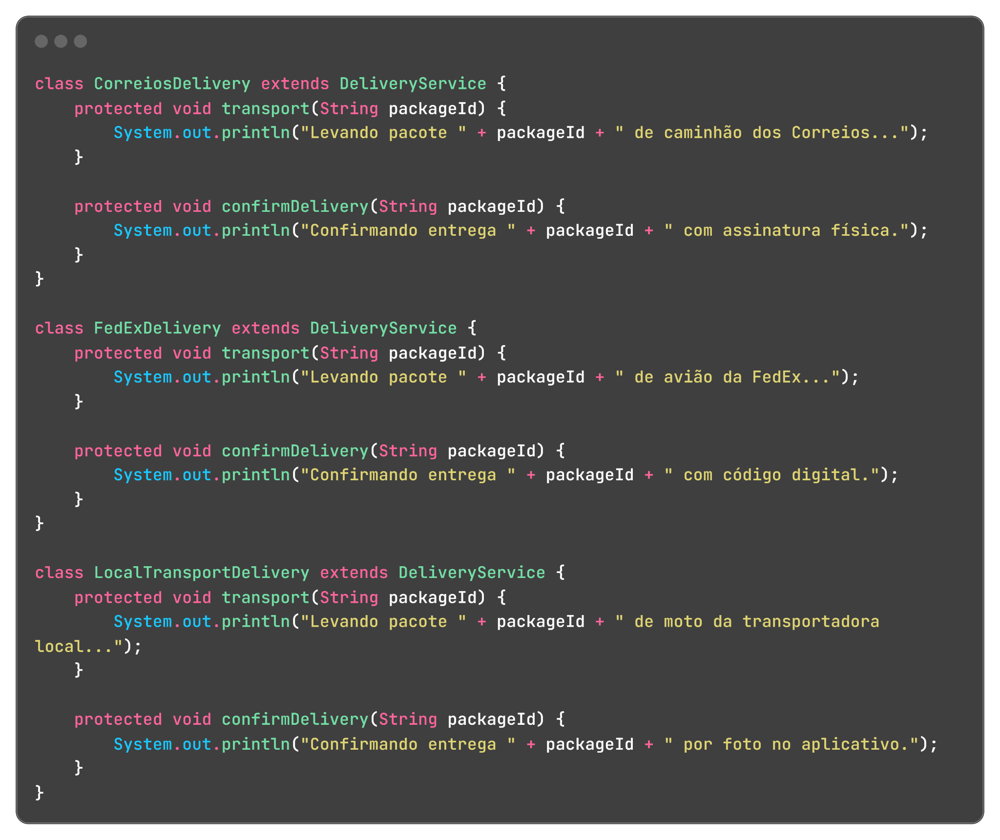 class CorreiosDelivery extends DeliveryService {
    protected void transport(String packageId) {
        System.out.println("Levando pacote " + packageId + " de caminhão dos Correios...");
    }

    protected void confirmDelivery(String packageId) {
        System.out.println("Confirmando entrega " + packageId + " com assinatura física.");
    }
}

class FedExDelivery extends DeliveryService {
    protected void transport(String packageId) {
        System.out.println("Levando pacote " + packageId + " de avião da FedEx...");
    }

    protected void confirmDelivery(String packageId) {
        System.out.println("Confirmando entrega " + packageId + " com código digital.");
    }
}

class LocalTransportDelivery extends DeliveryService {
    protected void transport(String packageId) {
        System.out.println("Levando pacote " + packageId + " de moto da transportadora
local...");
    }

    protected void confirmDelivery(String packageId) {
        System.out.println("Confirmando entrega " + packageId + " por foto no aplicativo.");
    }
}